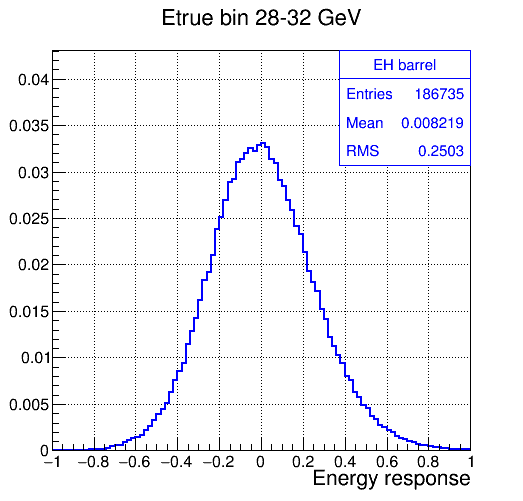 Etrue bin 28-32 GeV
EH barrel
Entries 186735
Mean 0.008219
RMS 0.2503
0.04
0.035
0.03
0.025
0.02
0.015
0.01
0.005
0
−1 −0.8 −0.6 −0.4 −0.2 0 0.2 0.4 0.6 0.8 1
Energy response